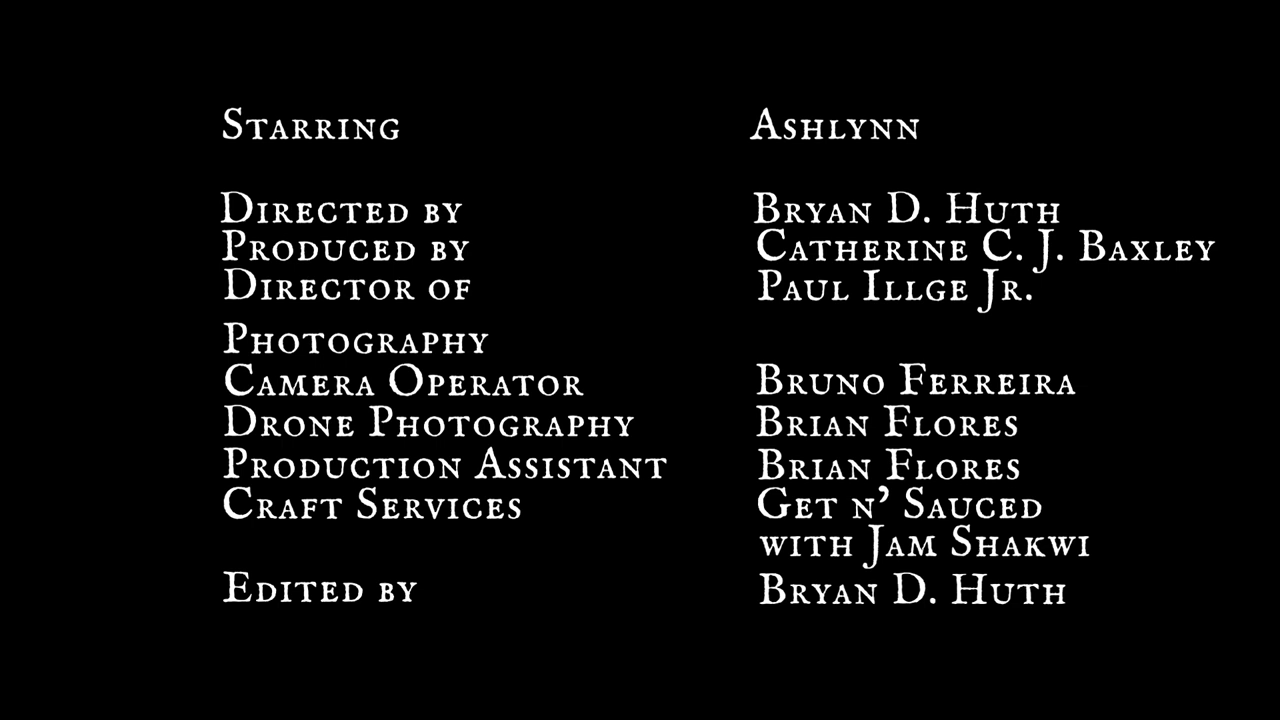 Starring Ashlynn
Directed by Bryan D. Huth
Produced by Catherine C. J. Baxley
Director of Paul Illge Jr.
Photography
Camera Operator Bruno Ferreira
Drone Photography Brian Flores
Production Assistant Brian Flores
Craft Services Get n' Sauced
with Jam Shakwi
Edited by Bryan D. Huth